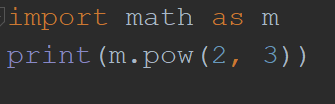 import math as m
print(m.pow(2, 3))